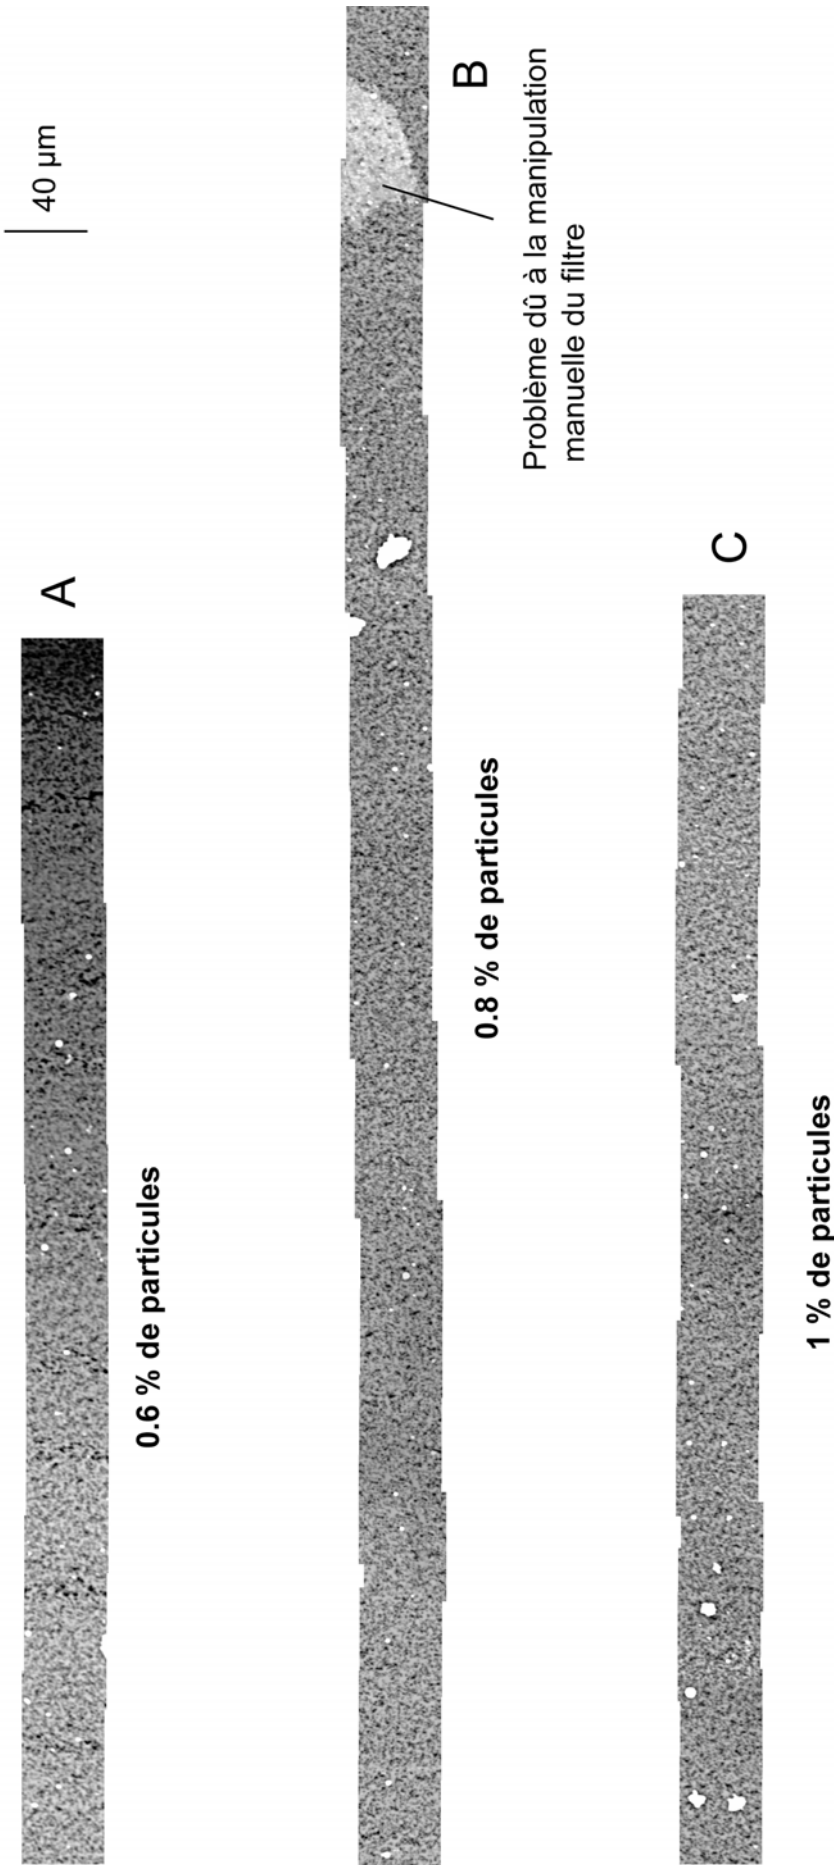 40 µm
A
0.6 % de particules
B
Problème dû à la manipulation
manuelle du filtre
0.8 % de particules
C
1 % de particules